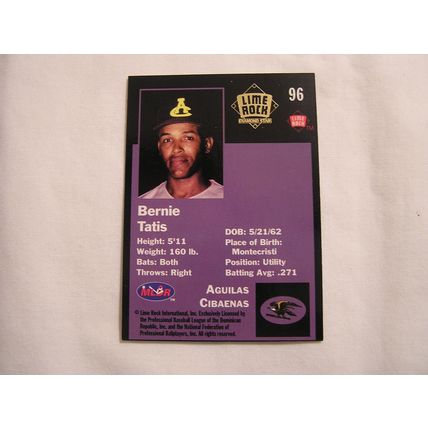 LIME
ROCK
DIAMOND STAR
96
LIME
ROCK
TM
Bernie
Tatis
Height: 5'11
Weight: 160 lb.
Bats: Both
Throws: Right
DOB: 5/21/62
Place of Birth:
Montecristi
Position: Utility
Batting Avg: .271
TM
AGUILAS
CIBAENAS
© Lime Rock International, Inc. Exclusively Licensed by
the Professional Baseball League of the Dominican
Republic, Inc. and the National Federation of
Professional Ballplayers, Inc. All rights reserved.